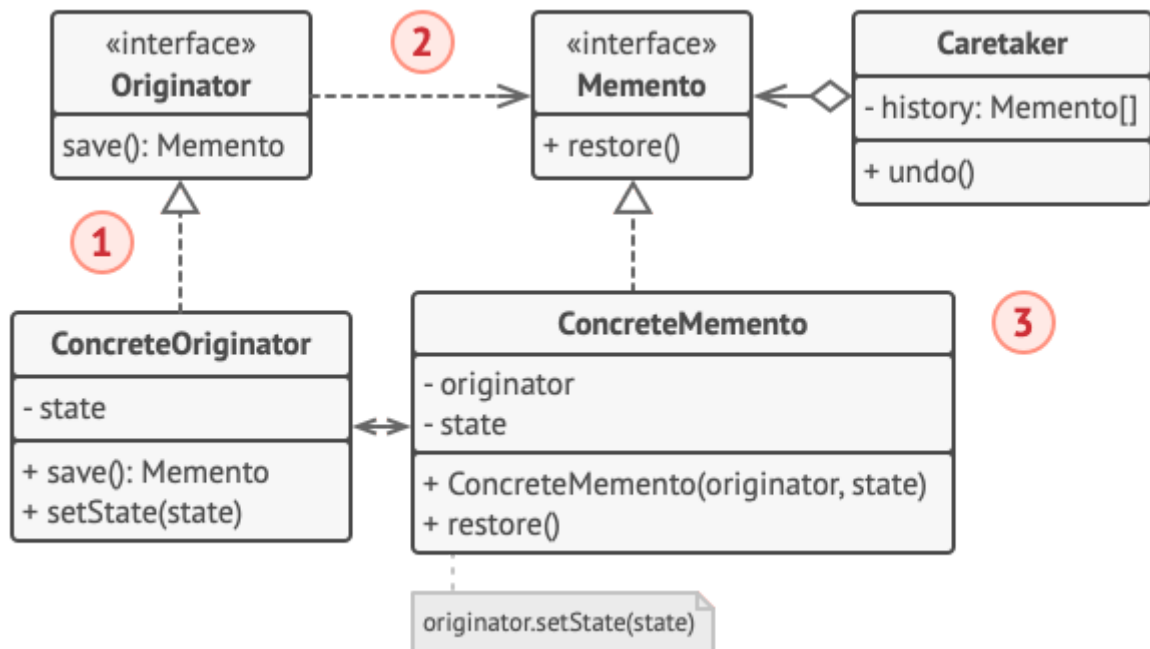 «interface»
Originator
save(): Memento
2
«interface»
Memento
+ restore()
Caretaker
- history: Memento[]
+ undo()
1
ConcreteOriginator
- state
+ save(): Memento
+ setState(state)
ConcreteMemento
- originator
- state
+ ConcreteMemento(originator, state)
+ restore()
3
originator.setState(state)